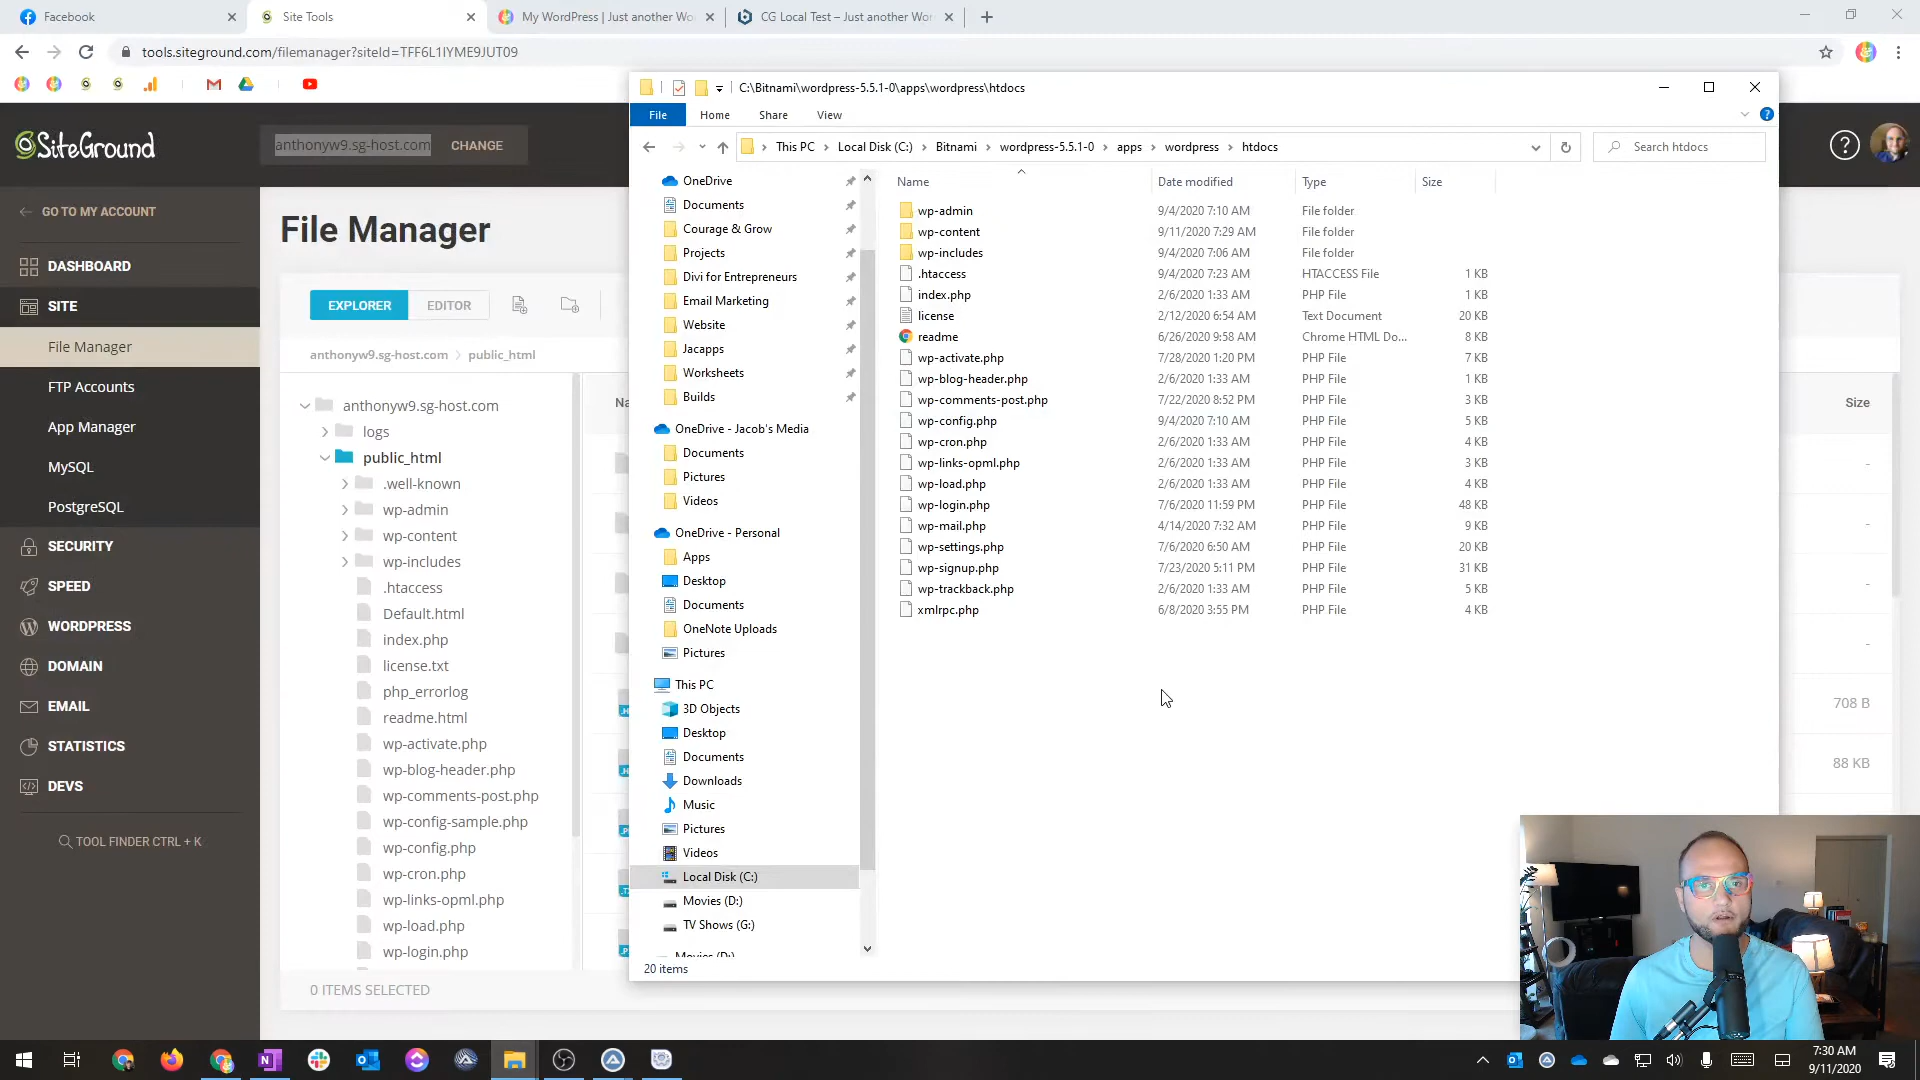 Facebook
Site Tools
My WordPress | Just another Wo
CG Local Test – Just another Wor
tools.siteground.com/filemanager?siteId=TFF6L1IYME9JUT09
C:\Bitnami\wordpress-5.5.1-0\apps\wordpress\htdocs
File
Home
Share
View
This PC
Local Disk (C:)
Bitnami
wordpress-5.5.1-0
apps
wordpress
htdocs
Search htdocs
SiteGround
anthonyw9.sg-host.com
CHANGE
GO TO MY ACCOUNT
DASHBOARD
SITE
File Manager
FTP Accounts
App Manager
MySQL
PostgreSQL
SECURITY
SPEED
WORDPRESS
DOMAIN
EMAIL
STATISTICS
DEVS
TOOL FINDER CTRL + K
File Manager
EXPLORER
EDITOR
anthonyw9.sg-host.com
public_html
anthonyw9.sg-host.com
logs
public_html
.well-known
wp-admin
wp-content
wp-includes
.htaccess
Default.html
index.php
license.txt
php_errorlog
readme.html
wp-activate.php
wp-blog-header.php
wp-comments-post.php
wp-config-sample.php
wp-config.php
wp-cron.php
wp-links-opml.php
wp-load.php
wp-login.php
0 ITEMS SELECTED
Na
OneDrive
Documents
Courage & Grow
Projects
Divi for Entrepreneurs
Email Marketing
Website
Jacapps
Worksheets
Builds
OneDrive - Jacob's Media
Documents
Pictures
Videos
OneDrive - Personal
Apps
Desktop
Documents
OneNote Uploads
Pictures
This PC
3D Objects
Desktop
Documents
Downloads
Music
Pictures
Videos
Local Disk (C:)
Movies (D:)
TV Shows (G:)
Movies (D:)
20 items
Name Date modified Type Size
wp-admin 9/4/2020 7:10 AM File folder
wp-content 9/11/2020 7:29 AM File folder
wp-includes 9/4/2020 7:06 AM File folder
.htaccess 9/4/2020 7:23 AM HTACCESS File 1 KB
index.php 2/6/2020 1:33 AM PHP File 1 KB
license 2/12/2020 6:54 AM Text Document 20 KB
readme 6/26/2020 9:58 AM Chrome HTML Do... 8 KB
wp-activate.php 7/28/2020 1:20 PM PHP File 7 KB
wp-blog-header.php 2/6/2020 1:33 AM PHP File 1 KB
wp-comments-post.php 7/22/2020 8:52 PM PHP File 3 KB
wp-config.php 9/4/2020 7:10 AM PHP File 5 KB
wp-cron.php 2/6/2020 1:33 AM PHP File 4 KB
wp-links-opml.php 2/6/2020 1:33 AM PHP File 3 KB
wp-load.php 2/6/2020 1:33 AM PHP File 4 KB
wp-login.php 7/6/2020 11:59 PM PHP File 48 KB
wp-mail.php 4/14/2020 7:32 AM PHP File 9 KB
wp-settings.php 7/6/2020 6:50 AM PHP File 20 KB
wp-signup.php 7/23/2020 5:11 PM PHP File 31 KB
wp-trackback.php 2/6/2020 1:33 AM PHP File 5 KB
xmlrpc.php 6/8/2020 3:55 PM PHP File 4 KB
Size
708 B
88 KB
7:30 AM
9/11/2020